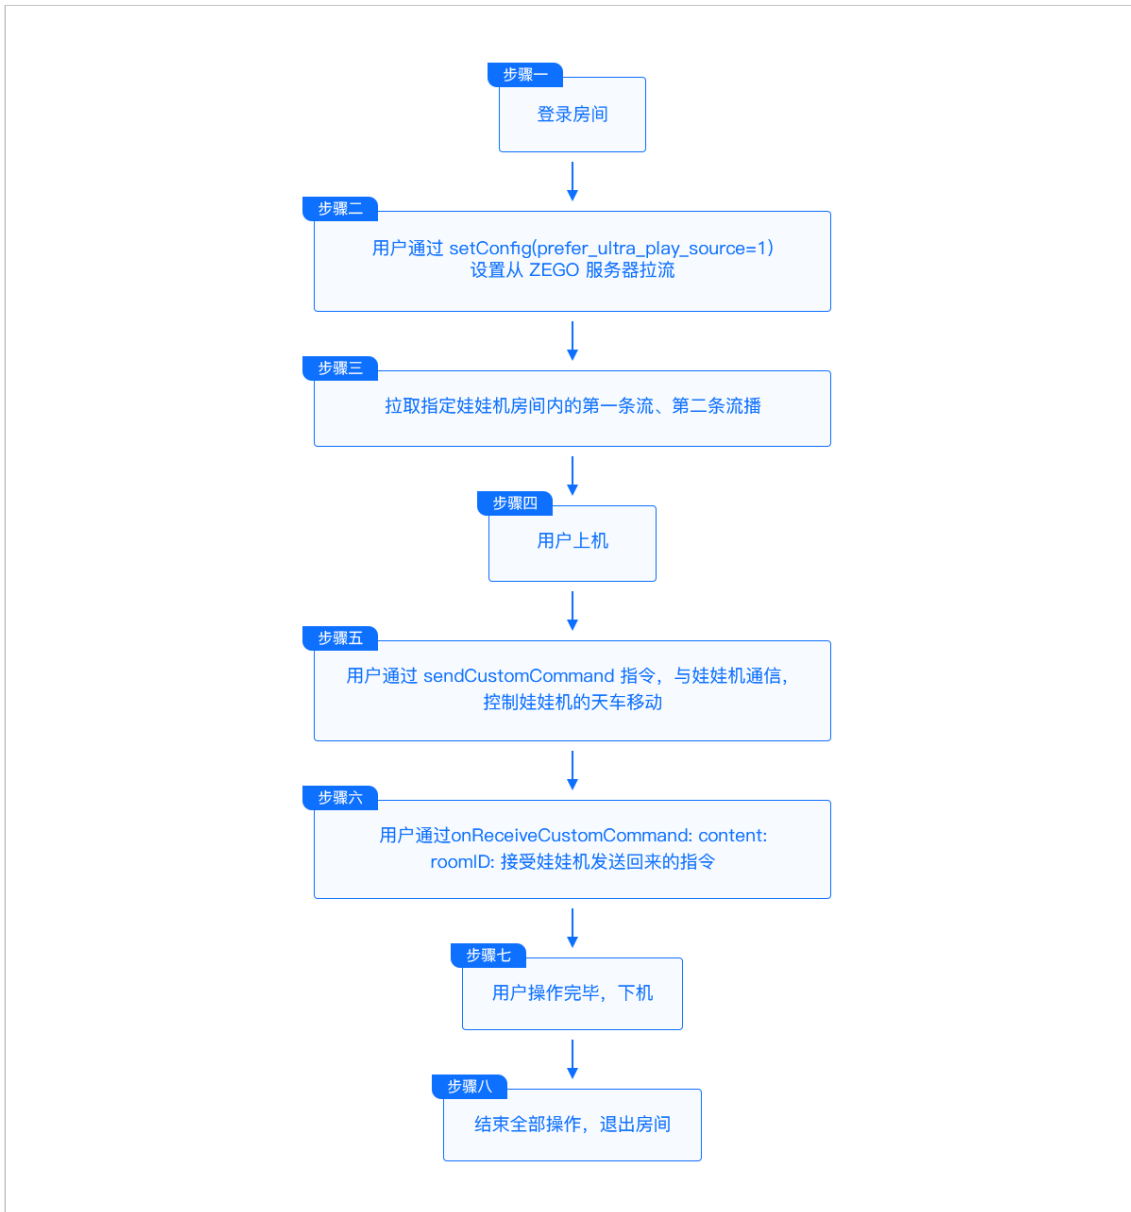 步骤一
登录房间
步骤二
用户通过 setConfig(prefer_ultra_play_source=1)
设置从 ZEGO 服务器拉流
步骤三
拉取指定娃娃机房间内的第一条流、第二条流播
步骤四
用户上机
步骤五
用户通过 sendCustomCommand 指令，与娃娃机通信，
控制娃娃机的天车移动
步骤六
用户通过onReceiveCustomCommand: content:
roomID: 接受娃娃机发送回来的指令
步骤七
用户操作完毕，下机
步骤八
结束全部操作，退出房间